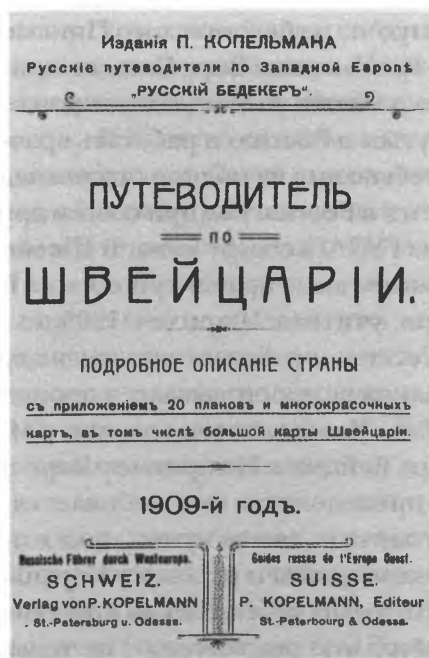 Изданія П. КОПЕЛЬМАНА
Русскіе путеводители по Западной Европѣ
„РУССКІЙ БЕДЕКЕРЪ“.
ПУТЕВОДИТЕЛЬ
ПО
ШВЕЙЦАРІИ.
ПОДРОБНОЕ ОПИСАНІЕ СТРАНЫ
съ приложеніемъ 20 плановъ и многокрасочныхъ
картъ, въ томъ числѣ большой карты Швейцаріи.
1909-й годъ.
Russische Führer durch Westeuropa.
SCHWEIZ.
Verlag von P. KOPELMANN
St.-Petersburg u. Odessa.
Guides russes de l'Europe Ouest.
SUISSE.
P. KOPELMANN, Editeur
St.-Peterbourg & Odessa.